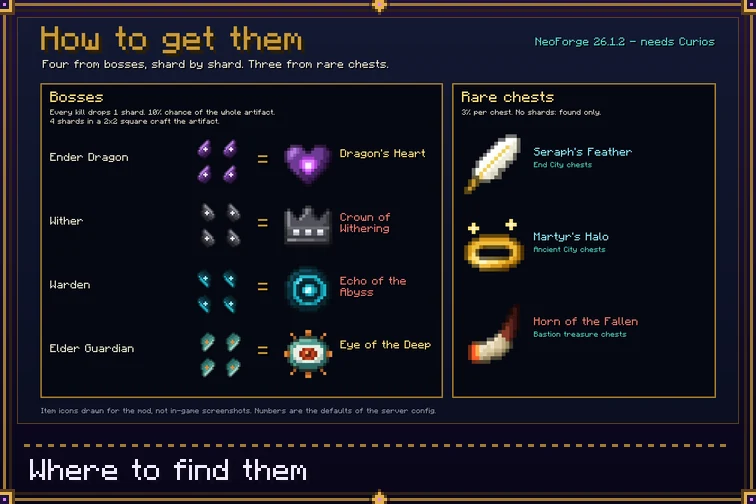 How to get them
NeoForge 26.1.2 - needs Curios
Four from bosses, shard by shard. Three from rare chests.
Bosses
Every kill drops 1 shard. 10% chance of the whole artifact.
4 shards in a 2x2 square craft the artifact.
Ender Dragon
=
Dragon's Heart
Wither
=
Crown of
Withering
Warden
=
Echo of the
Abyss
Elder Guardian
=
Eye of the Deep
Rare chests
3% per chest. No shards: found only.
Seraph's Feather
End City chests
Martyr's Halo
Ancient City chests
Horn of the Fallen
Bastion treasure chests
Item icons drawn for the mod, not in-game screenshots. Numbers are the defaults of the server config.
Where to find them